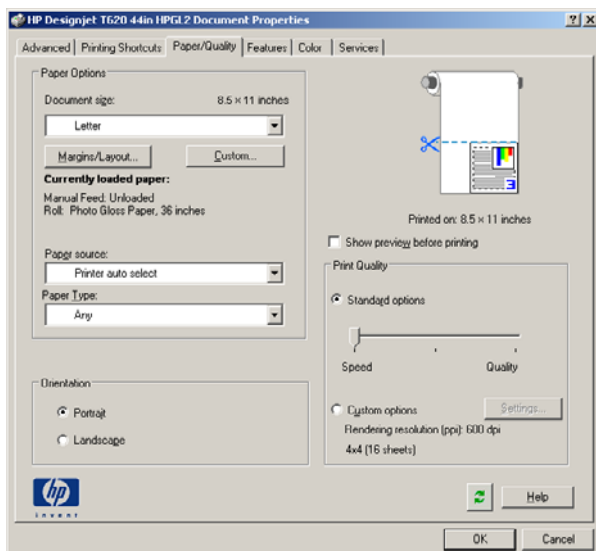 HP Designjet T620 44in HPGL2 Document Properties
Advanced Printing Shortcuts Paper/Quality Features Color Services
Paper Options
Document size: 8.5 × 11 inches
Letter
Margins/Layout... Custom...
Currently loaded paper:
Manual Feed: Unloaded
Roll: Photo Gloss Paper, 36 inches
Paper source:
Printer auto select
Paper Type:
Any
Orientation
Portrait
Landscape
3
Printed on: 8.5 × 11 inches
Show preview before printing
Print Quality
Standard options
Speed Quality
Custom options Settings...
Rendering resolution (ppi): 600 dpi
4x4 (16 sheets)
hp
invent
Help
OK Cancel